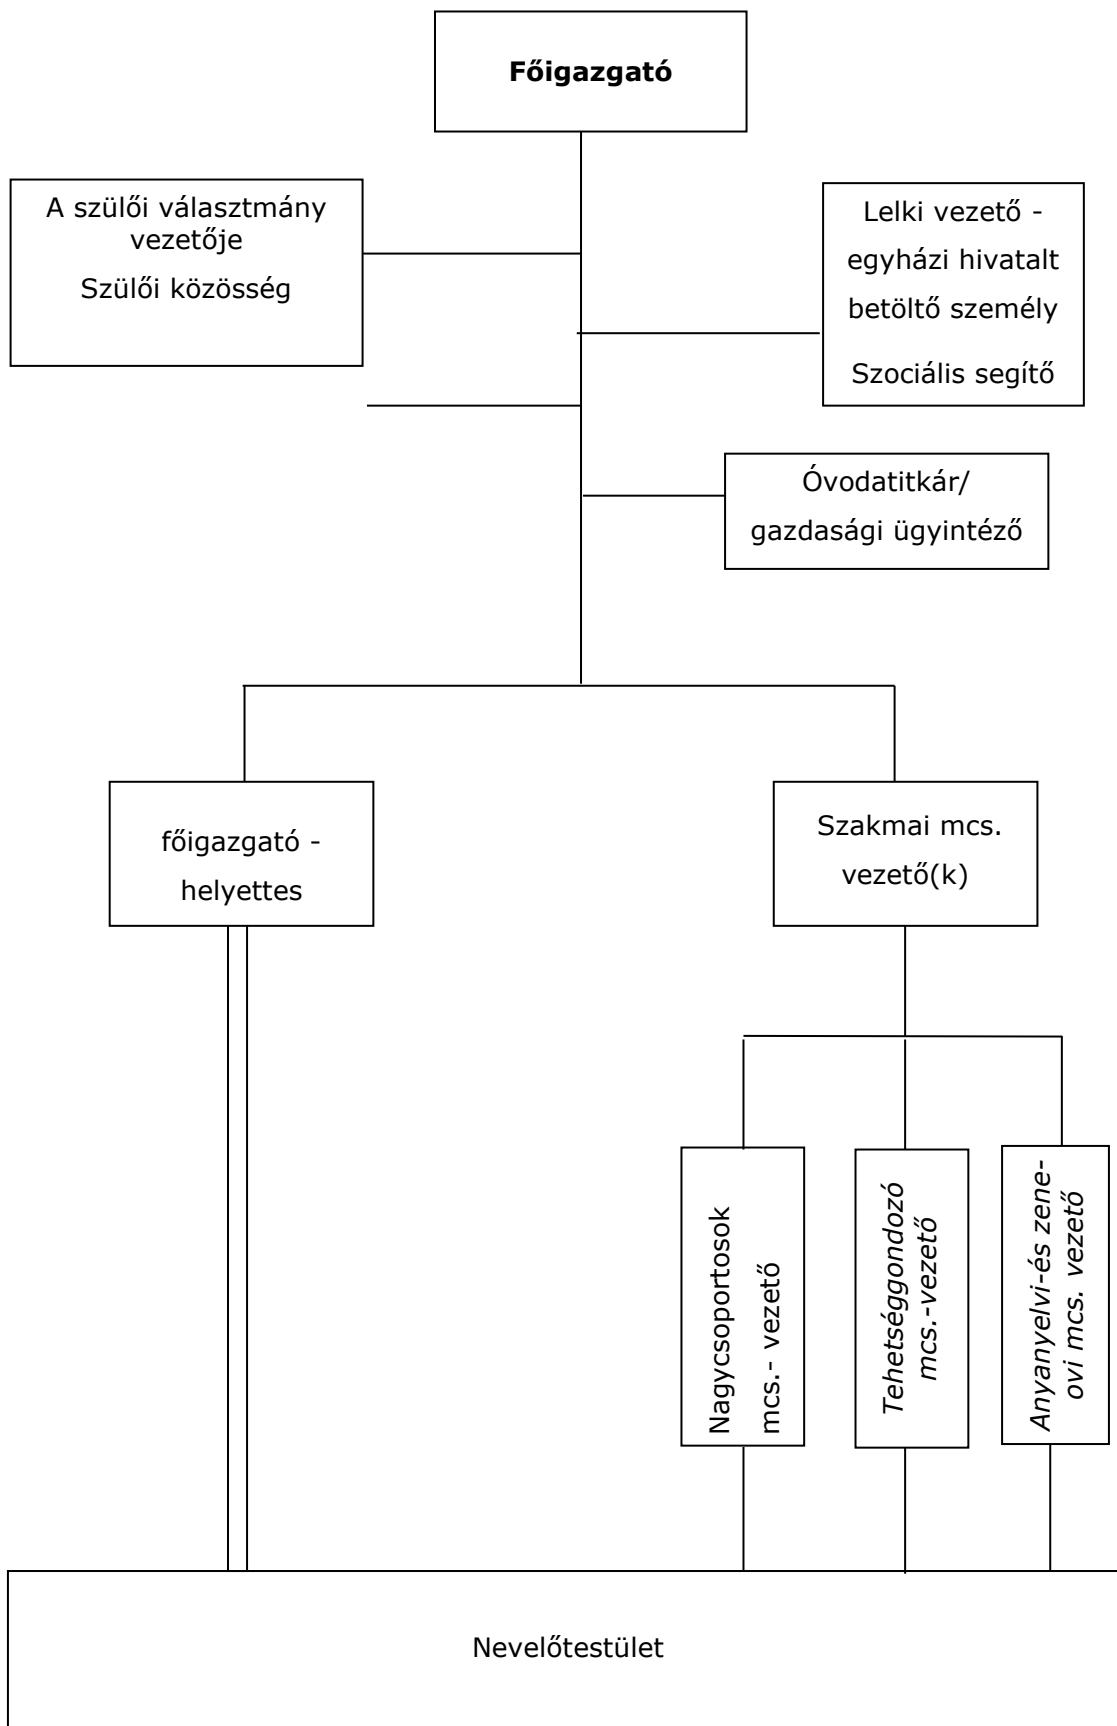 Főigazgató
A szülői választmány
vezetője
Szülői közösség
Lelki vezető -
egyházi hivatalt
betöltő személy
Szociális segítő
Óvodatitkár/
gazdasági ügyintéző
főigazgató -
helyettes
Szakmai mcs.
vezető(k)
Nagycsoportosok
mcs.- vezető
Tehetséggondozó
mcs.-vezető
Anyanyelvi-és zene-
ovi mcs. vezető
Nevelőtestület